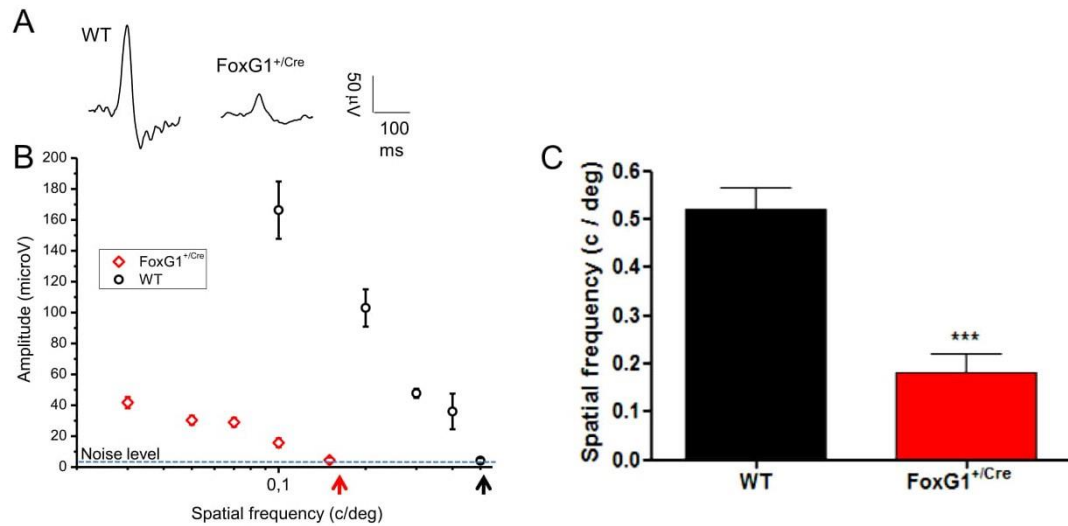 A
WT
FoxG1+/Cre
50 µV
100
ms
B
200
180
160
140
120
100
80
60
40
20
0
Amplitude (microV)
FoxG1+/Cre
WT
Noise level
0,1
Spatial frequency (c/deg)
C
0.6
0.5
0.4
0.3
0.2
0.1
0.0
Spatial frequency (c / deg)
***
WT
FoxG1+/Cre